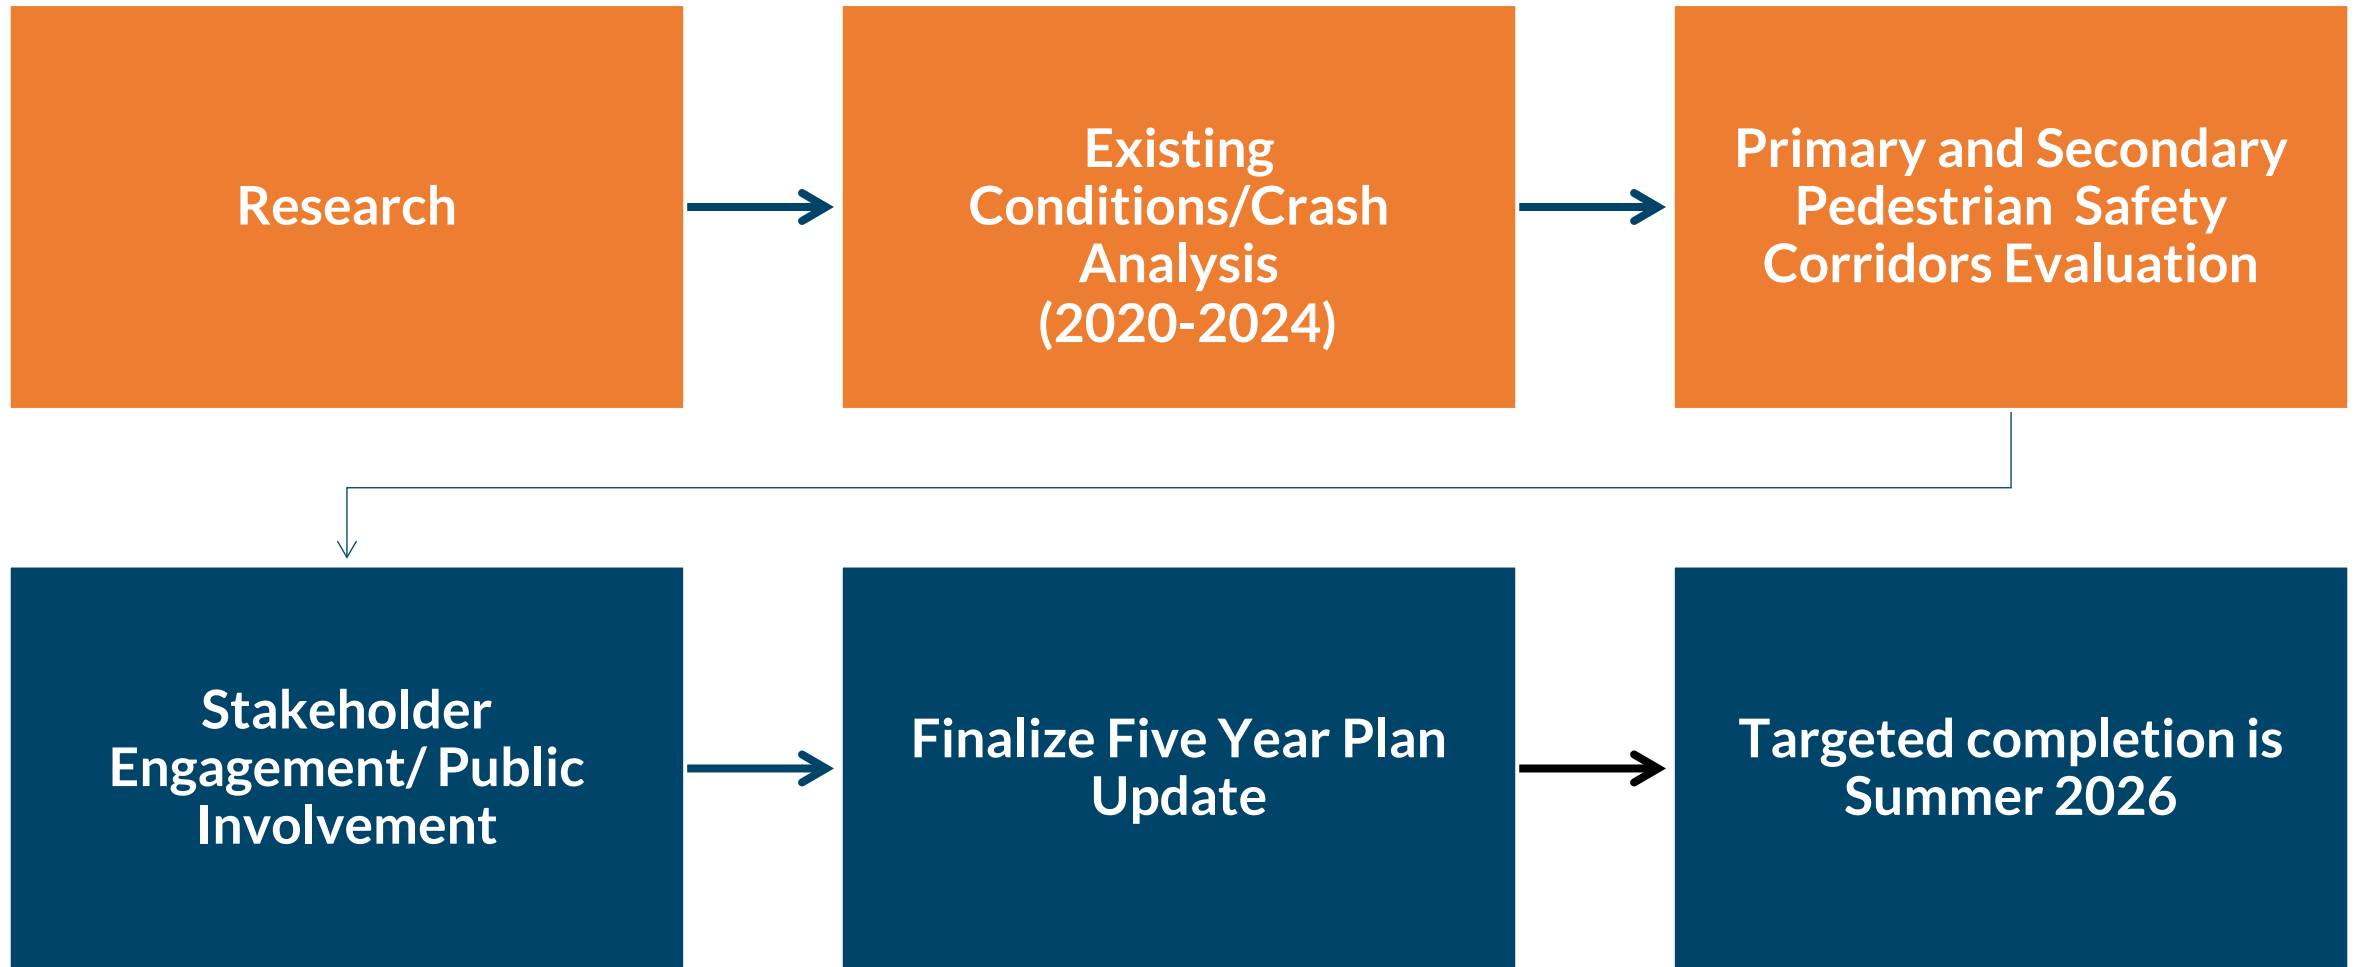 Research
Existing
Conditions/Crash
Analysis
(2020-2024)
Primary and Secondary
Pedestrian  Safety
Corridors Evaluation
Stakeholder
Engagement/ Public
Involvement
Finalize Five Year Plan
Update
Targeted completion is
Summer 2026